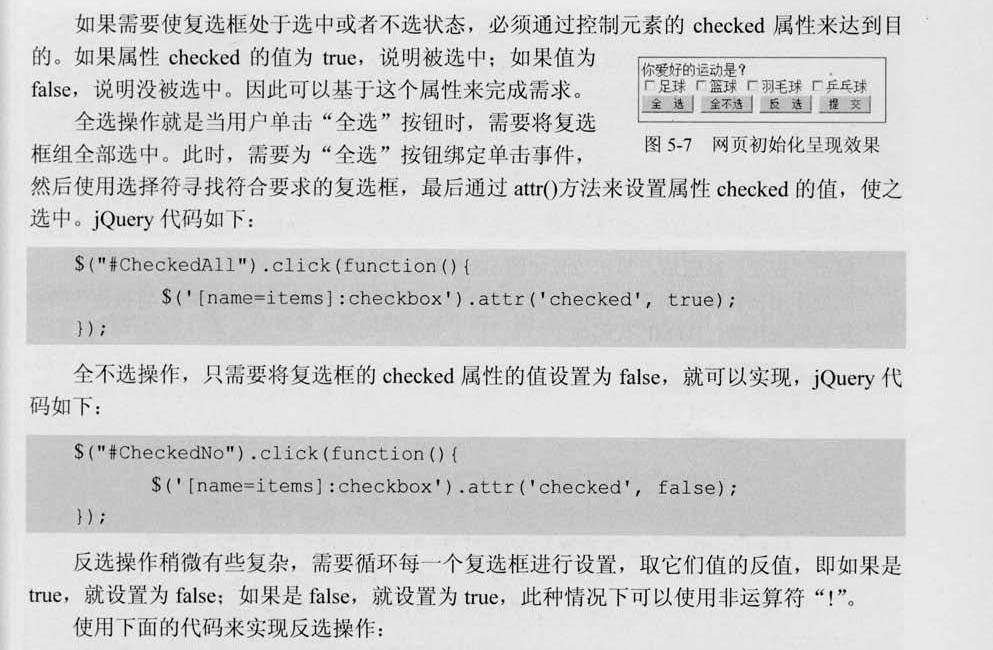 如果需要使复选框处于选中或者不选状态，必须通过控制元素的 checked 属性来达到目
的。如果属性 checked 的值为 true，说明被选中；如果值为
false，说明没被选中。因此可以基于这个属性来完成需求。
全选操作就是当用户单击“全选”按钮时，需要将复选
框组全部选中。此时，需要为“全选”按钮绑定单击事件，
你爱好的运动是?
足球 篮球 羽毛球 乒乓球
全 选 全不选 反 选 提 交
图 5-7 网页初始化呈现效果
然后使用选择符寻找符合要求的复选框，最后通过 attr()方法来设置属性 checked 的值，使之
选中。jQuery 代码如下：
$("#CheckedAll").click(function(){
$('[name=items]:checkbox').attr('checked', true);
});
全不选操作，只需要将复选框的 checked 属性的值设置为 false，就可以实现，jQuery 代
码如下：
$("#CheckedNo").click(function(){
$('[name=items]:checkbox').attr('checked', false);
});
反选操作稍微有些复杂，需要循环每一个复选框进行设置，取它们值的反值，即如果是
true，就设置为 false；如果是 false，就设置为 true，此种情况下可以使用非运算符“!”。
使用下面的代码来实现反选操作：